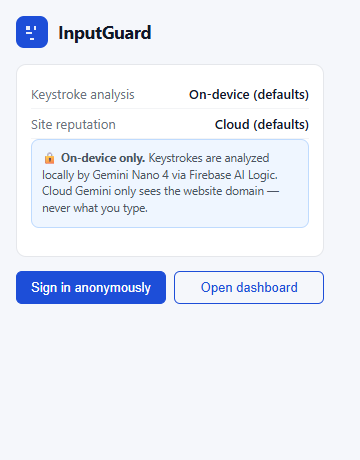 InputGuard
Keystroke analysis On-device (defaults)
Site reputation Cloud (defaults)
🔒 On-device only. Keystrokes are analyzed
locally by Gemini Nano 4 via Firebase AI Logic.
Cloud Gemini only sees the website domain —
never what you type.
Sign in anonymously Open dashboard